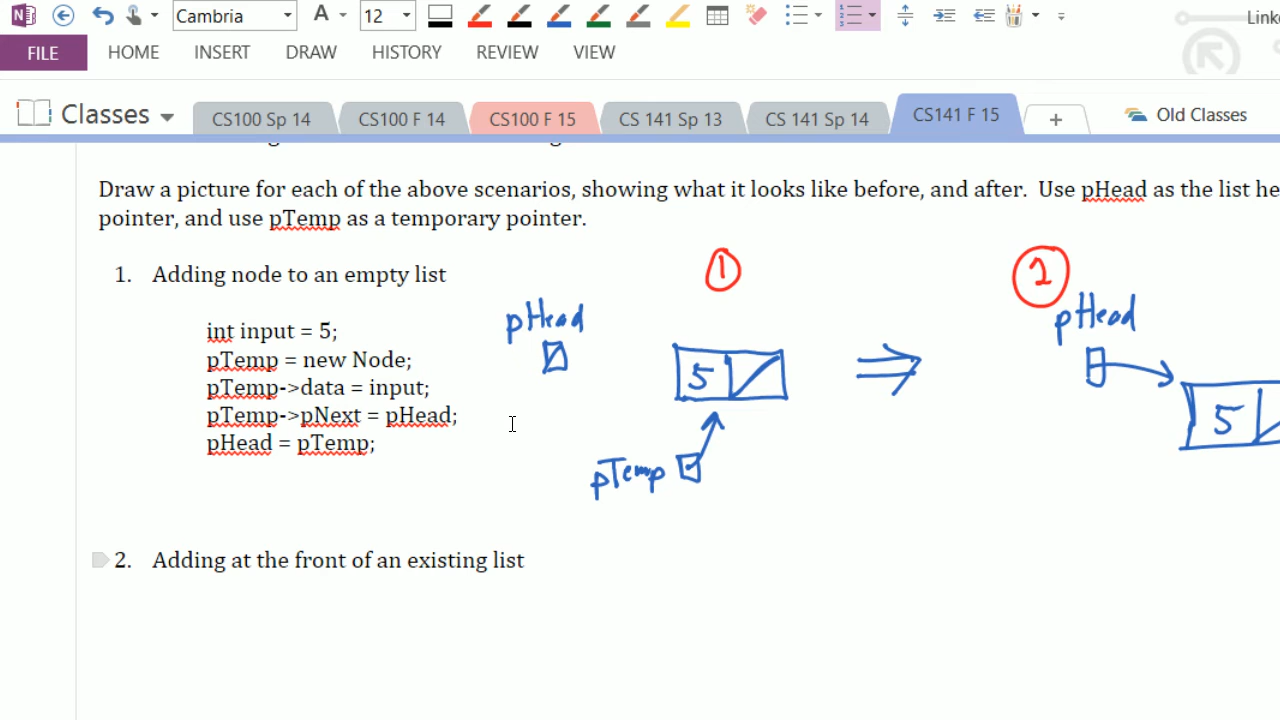 Cambria
A
12
Linke
FILE
HOME
INSERT
DRAW
HISTORY
REVIEW
VIEW
Classes
CS100 Sp 14
CS100 F 14
CS100 F 15
CS 141 Sp 13
CS 141 Sp 14
CS141 F 15
+
Old Classes
Draw a picture for each of the above scenarios, showing what it looks like before, and after. Use pHead as the list he
pointer, and use pTemp as a temporary pointer.
1. Adding node to an empty list
int input = 5;
pTemp = new Node;
pTemp->data = input;
pTemp->pNext = pHead;
pHead = pTemp;
pHead
1
5
pTemp
2
pHead
5
2. Adding at the front of an existing list